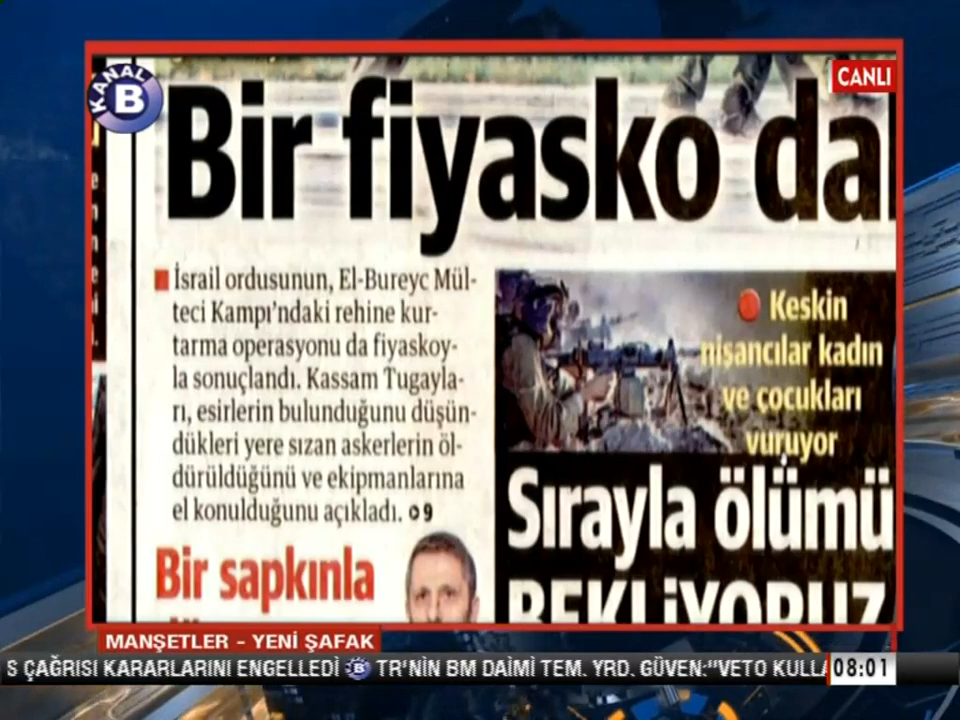 KANAL B
CANLI
Bir fiyasko da
İsrail ordusunun, El-Bureyc Mül-
teci Kampı'ndaki rehine kur-
tarma operasyonu da fiyaskoy-
la sonuçlandı. Kassam Tugayla-
rı, esirlerin bulunduğunu düşün-
dükleri yere sızan askerlerin öl-
dürüldüğünü ve ekipmanlarına
el konulduğunu açıkladı. 9
Keskin
nişancılar kadın
ve çocukları
vuruyor
Sırayla ölümü
BEKLİYORUZ
Bir sapkınla
MANŞETLER - YENİ ŞAFAK
S ÇAĞRISI KARARLARINI ENGELLEDİ B TR'NİN BM DAİMİ TEM. YRD. GÜVEN:"VETO KULLA
08:01